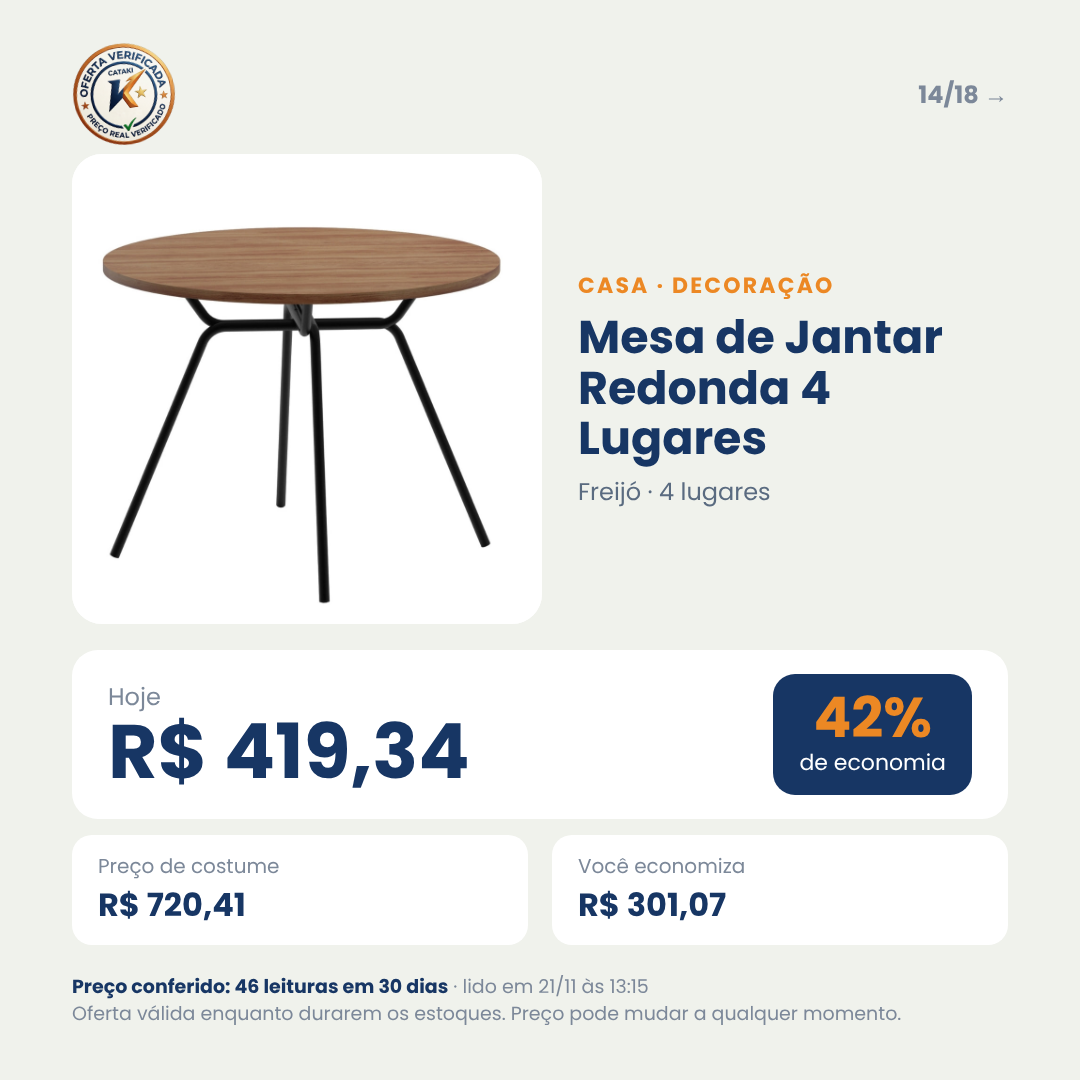 OFERTA VERIFICADA
CATAKI
K
PREÇO REAL VERIFICADO
14/18 →
CASA · DECORAÇÃO
Mesa de Jantar
Redonda 4
Lugares
Freijó · 4 lugares
Hoje
R$ 419,34
42%
de economia
Preço de costume
R$ 720,41
Você economiza
R$ 301,07
Preço conferido: 46 leituras em 30 dias · lido em 21/11 às 13:15
Oferta válida enquanto durarem os estoques. Preço pode mudar a qualquer momento.